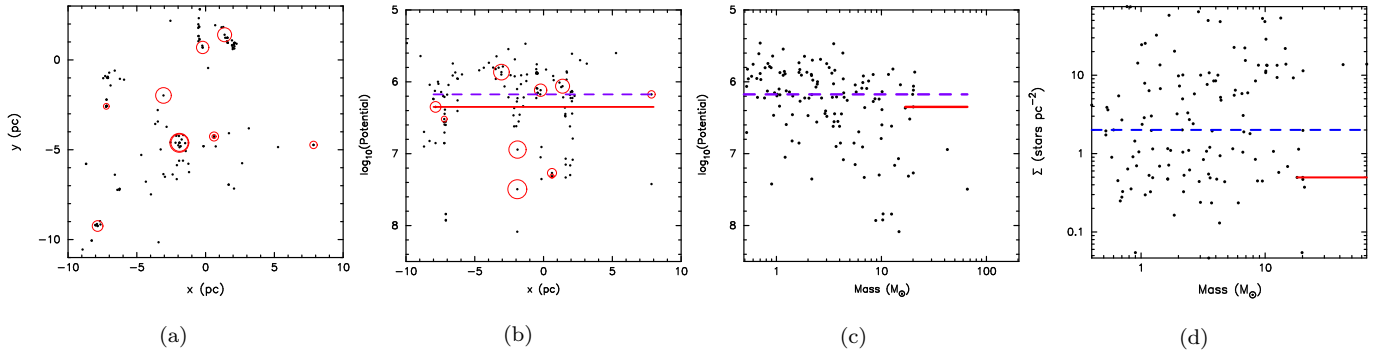 0
−5
−10
y (pc)
−10
−5
0
5
10
x (pc)
(a)
6
7
8
log₁₀(Potential)
−10
−5
0
5
10
x (pc)
(b)
6
7
8
log₁₀(Potential)
1
10
100
Mass (M☉)
(c)
10
1
0.1
Σ (stars pc⁻²)
1
10
Mass (M☉)
(d)